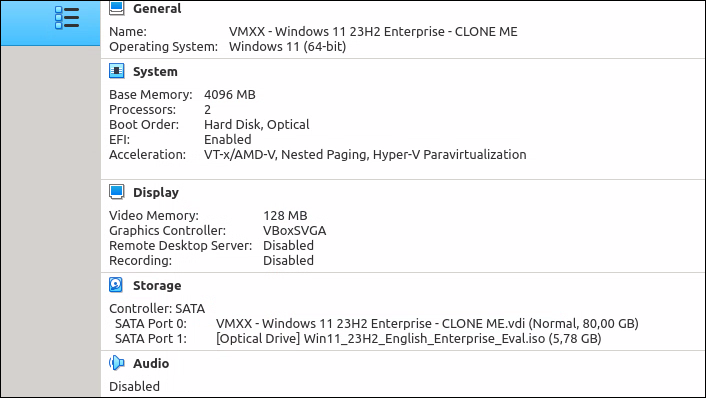 General
Name: VMXX - Windows 11 23H2 Enterprise - CLONE ME
Operating System: Windows 11 (64-bit)
System
Base Memory: 4096 MB
Processors: 2
Boot Order: Hard Disk, Optical
EFI: Enabled
Acceleration: VT-x/AMD-V, Nested Paging, Hyper-V Paravirtualization
Display
Video Memory: 128 MB
Graphics Controller: VBoxSVGA
Remote Desktop Server: Disabled
Recording: Disabled
Storage
Controller: SATA
SATA Port 0: VMXX - Windows 11 23H2 Enterprise - CLONE ME.vdi (Normal, 80,00 GB)
SATA Port 1: [Optical Drive] Win11_23H2_English_Enterprise_Eval.iso (5,78 GB)
Audio
Disabled